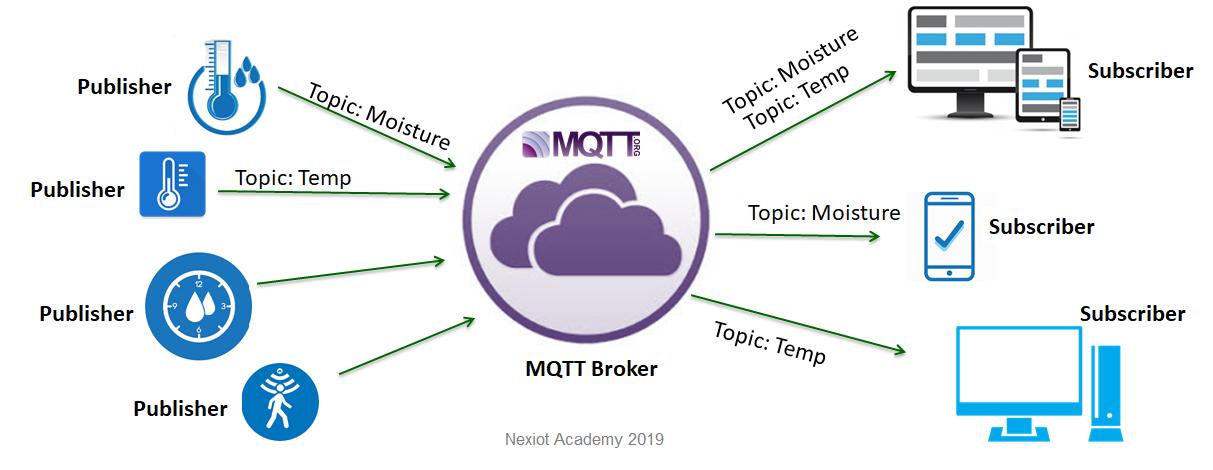 Publisher
Topic: Moisture
Publisher
Topic: Temp
Publisher
12
3
6
9
Publisher
MQTT.ORG
MQTT Broker
Topic: Moisture
Topic: Temp
Subscriber
Topic: Moisture
Subscriber
Topic: Temp
Subscriber
Nexiot Academy 2019